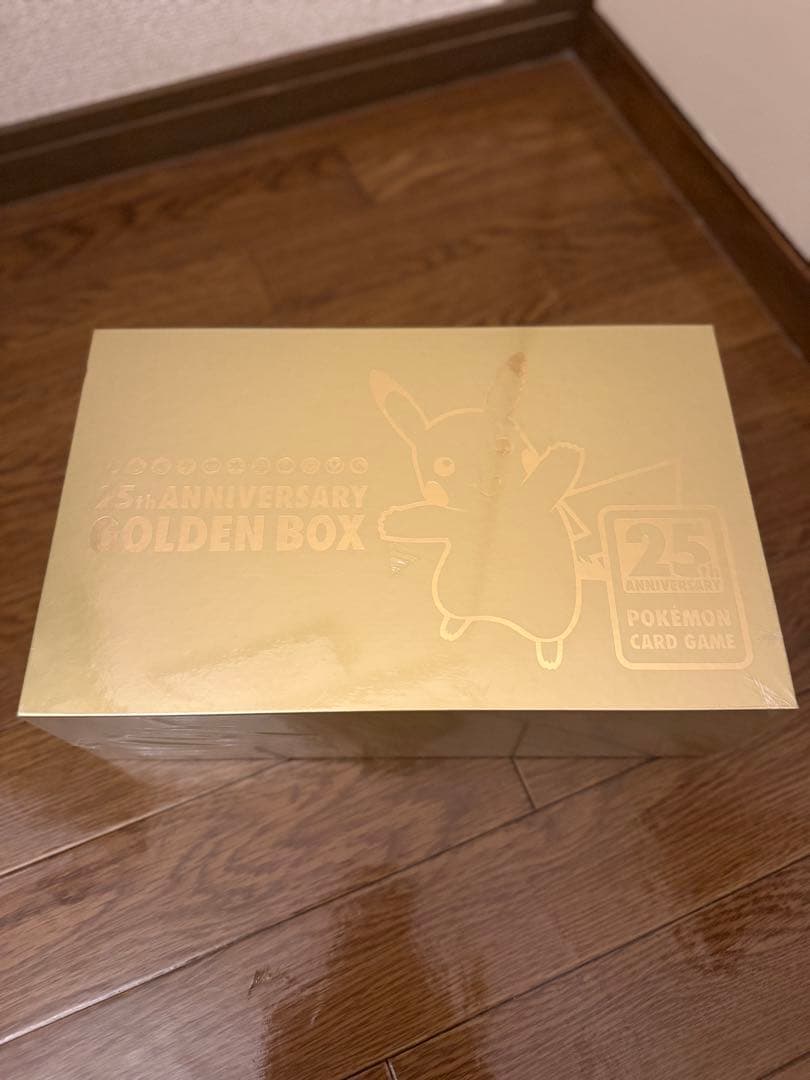 25th ANNIVERSARY
GOLDEN BOX
25th
ANNIVERSARY
POKÉMON
CARD GAME